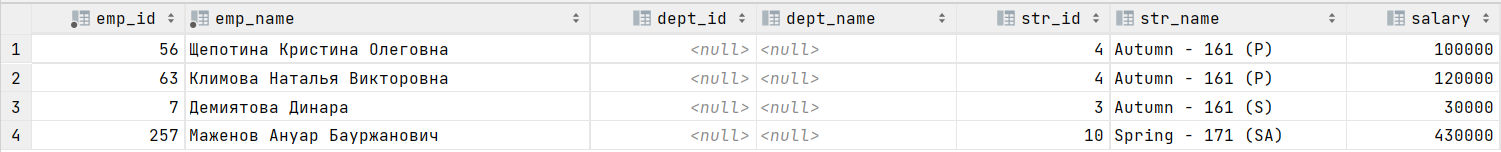 emp_id emp_name dept_id dept_name str_id str_name salary
1 56 Щепотина Кристина Олеговна <null> <null> 4 Autumn - 161 (P) 100000
2 63 Климова Наталья Викторовна <null> <null> 4 Autumn - 161 (P) 120000
3 7 Демиятова Динара <null> <null> 3 Autumn - 161 (S) 30000
4 257 Маженов Ануар Бауржанович <null> <null> 10 Spring - 171 (SA) 430000